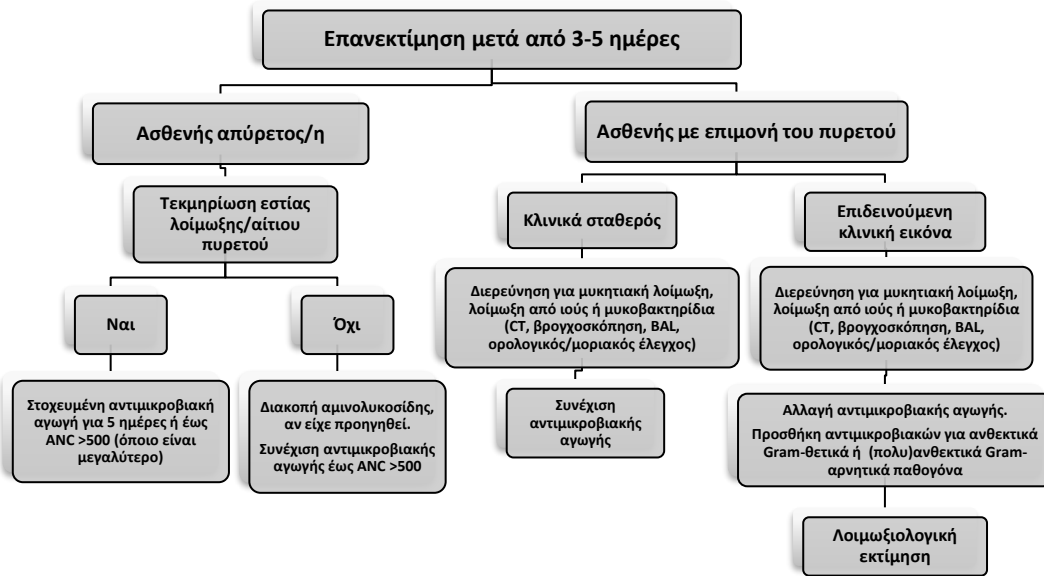 Επανεκτίμηση μετά από 3-5 ημέρες
Ασθενής απύρετος/η
Ασθενής με επιμονή του πυρετού
Τεκμηρίωση εστίας
λοίμωξης/αίτιου
πυρετού
Κλινικά σταθερός
Επιδεινούμενη
κλινική εικόνα
Ναι
Όχι
Διερεύνηση για μυκητιακή λοίμωξη,
λοίμωξη από ιούς ή μυκοβακτηρίδια
(CT, βρογχοσκόπηση, BAL,
ορολογικός/μοριακός έλεγχος)
Διερεύνηση για μυκητιακή λοίμωξη,
λοίμωξη από ιούς ή μυκοβακτηρίδια
(CT, βρογχοσκόπηση, BAL,
ορολογικός/μοριακός έλεγχος)
Στοχευμένη αντιμικροβιακή
αγωγή για 5 ημέρες ή έως
ANC >500 (όποιο είναι
μεγαλύτερο)
Διακοπή αμινολυκοσίδης,
αν είχε προηγηθεί.
Συνέχιση αντιμικροβιακής
αγωγής έως ANC >500
Συνέχιση
αντιμικροβιακής
αγωγής
Αλλαγή αντιμικροβιακής αγωγής.
Προσθήκη αντιμικροβιακών για ανθεκτικά
Gram-θετικά ή (πολυ)ανθεκτικά Gram-
αρνητικά παθογόνα
Λοιμωξιολογική
εκτίμηση